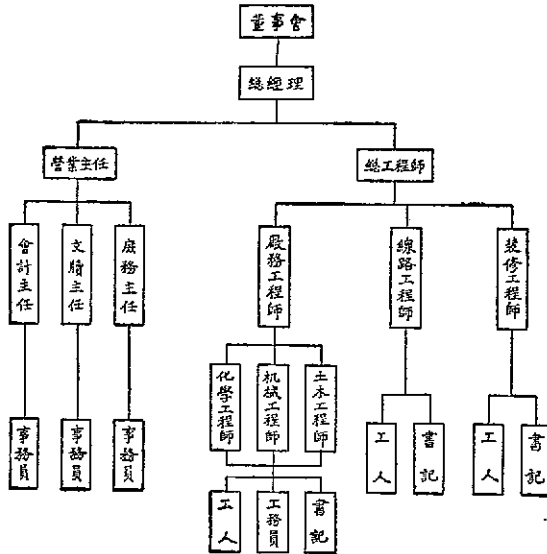 董事會
總經理
營業主任
總工程師
會計主任
文牘主任
庶務主任
廠務工程師
線路工程師
裝修工程師
化學工程師
机械工程師
土木工程師
工人
書記
工人
書記
事務員
事務員
事務員
工人
工務員
書記